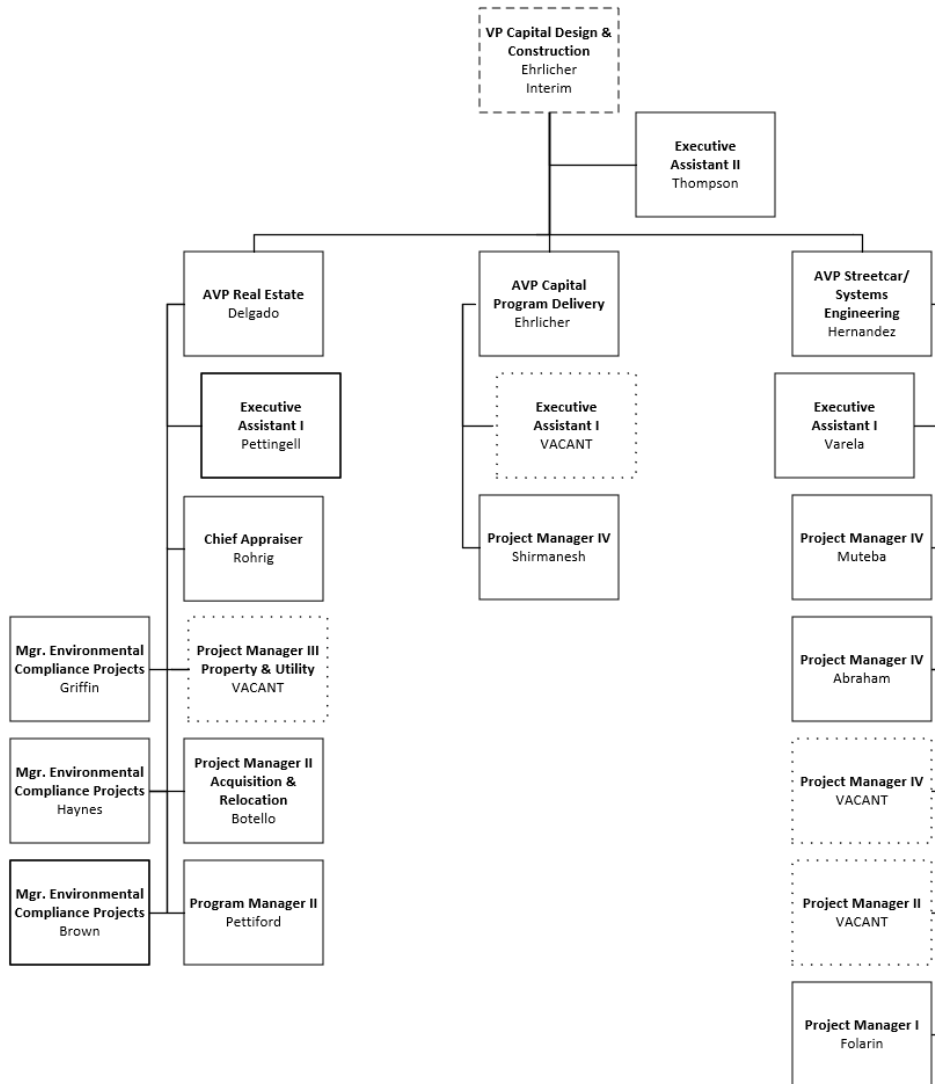 VP Capital Design &
Construction
Ehrlicher
Interim
Executive
Assistant II
Thompson
AVP Real Estate
Delgado
AVP Capital
Program Delivery
Ehrlicher
AVP Streetcar/
Systems
Engineering
Hernandez
Executive
Assistant I
Pettingell
Executive
Assistant I
VACANT
Executive
Assistant I
Varela
Chief Appraiser
Rohrig
Project Manager IV
Shirmanesh
Project Manager IV
Muteba
Mgr. Environmental
Compliance Projects
Griffin
Project Manager III
Property & Utility
VACANT
Project Manager IV
Abraham
Mgr. Environmental
Compliance Projects
Haynes
Project Manager II
Acquisition &
Relocation
Botello
Project Manager IV
VACANT
Mgr. Environmental
Compliance Projects
Brown
Program Manager II
Pettiford
Project Manager II
VACANT
Project Manager I
Folarin